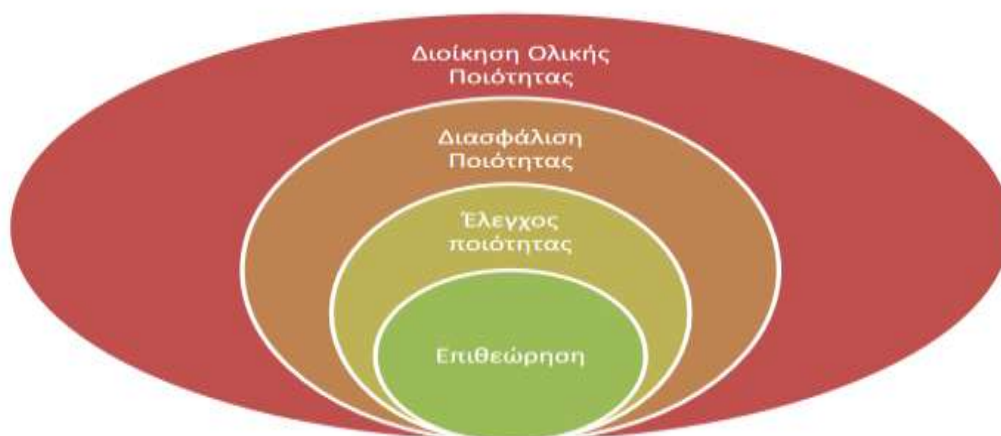 Διοίκηση Ολικής
Ποιότητας
Διασφάλιση
Ποιότητας
Έλεγχος
ποιότητας
Επιθεώρηση